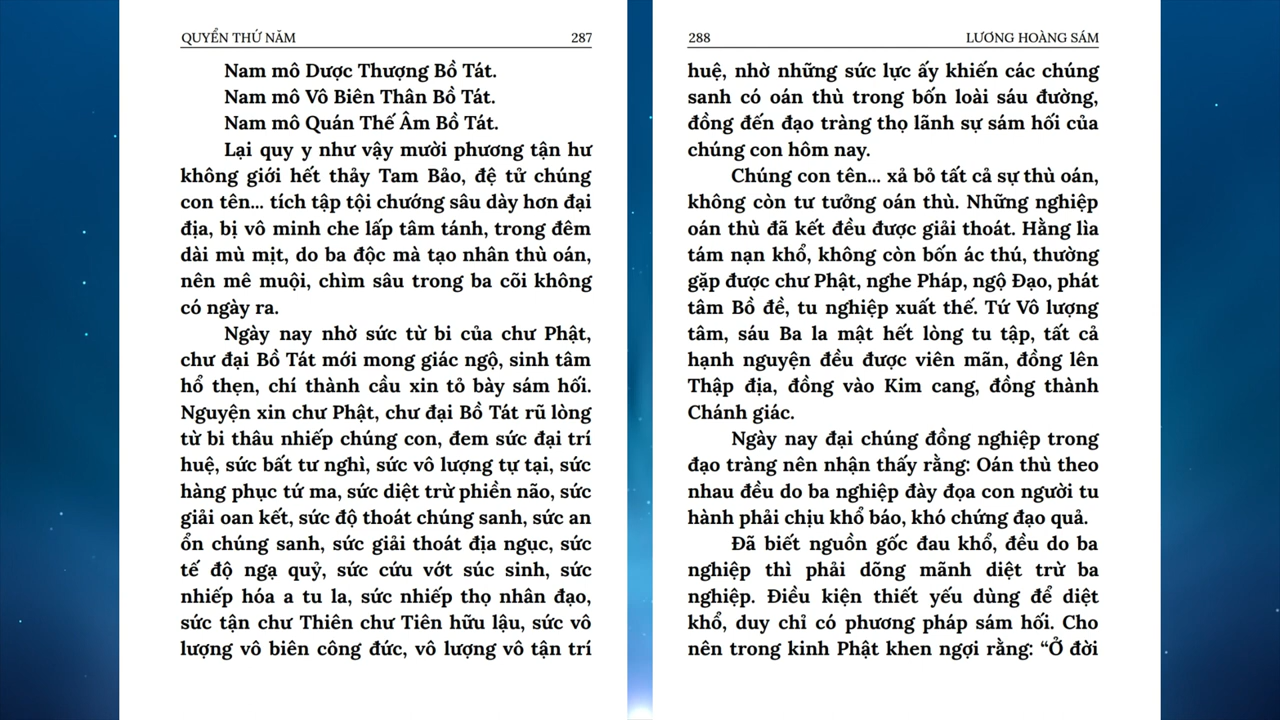 QUYỂN THỨ NĂM 287
Nam mô Dược Thượng Bồ Tát.
Nam mô Vô Biên Thân Bồ Tát.
Nam mô Quán Thế Âm Bồ Tát.
Lại quy y như vậy mười phương tận hư
không giới hết thảy Tam Bảo, đệ tử chúng
con tên... tích tập tội chướng sâu dày hơn đại
địa, bị vô minh che lấp tâm tánh, trong đêm
dài mù mịt, do ba độc mà tạo nhân thù oán,
nên mê muội, chìm sâu trong ba cõi không
có ngày ra.
Ngày nay nhờ sức từ bi của chư Phật,
chư đại Bồ Tát mới mong giác ngộ, sinh tâm
hổ thẹn, chí thành cầu xin tỏ bày sám hối.
Nguyện xin chư Phật, chư đại Bồ Tát rũ lòng
từ bi thâu nhiếp chúng con, đem sức đại trí
huệ, sức bất tư nghì, sức vô lượng tự tại, sức
hàng phục tứ ma, sức diệt trừ phiền não, sức
giải oan kết, sức độ thoát chúng sanh, sức an
ổn chúng sanh, sức giải thoát địa ngục, sức
tế độ ngạ quỷ, sức cứu vớt súc sinh, sức
nhiếp hóa a tu la, sức nhiếp thọ nhân đạo,
sức tận chư Thiên chư Tiên hữu lậu, sức vô
lượng vô biên công đức, vô lượng vô tận trí
288 LƯƠNG HOÀNG SÁM
huệ, nhờ những sức lực ấy khiến các chúng
sanh có oán thù trong bốn loài sáu đường,
đồng đến đạo tràng thọ lãnh sự sám hối của
chúng con hôm nay.
Chúng con tên... xả bỏ tất cả sự thù oán,
không còn tư tưởng oán thù. Những nghiệp
oán thù đã kết đều được giải thoát. Hằng lìa
tám nạn khổ, không còn bốn ác thú, thường
gặp được chư Phật, nghe Pháp, ngộ Đạo, phát
tâm Bồ đề, tu nghiệp xuất thế. Tứ Vô lượng
tâm, sáu Ba la mật hết lòng tu tập, tất cả
hạnh nguyện đều được viên mãn, đồng lên
Thập địa, đồng vào Kim cang, đồng thành
Chánh giác.
Ngày nay đại chúng đồng nghiệp trong
đạo tràng nên nhận thấy rằng: Oán thù theo
nhau đều do ba nghiệp đày đọa con người tu
hành phải chịu khổ báo, khó chứng đạo quả.
Đã biết nguồn gốc đau khổ, đều do ba
nghiệp thì phải dõng mãnh diệt trừ ba
nghiệp. Điều kiện thiết yếu dùng để diệt
khổ, duy chỉ có phương pháp sám hối. Cho
nên trong kinh Phật khen ngợi rằng: “Ở đời